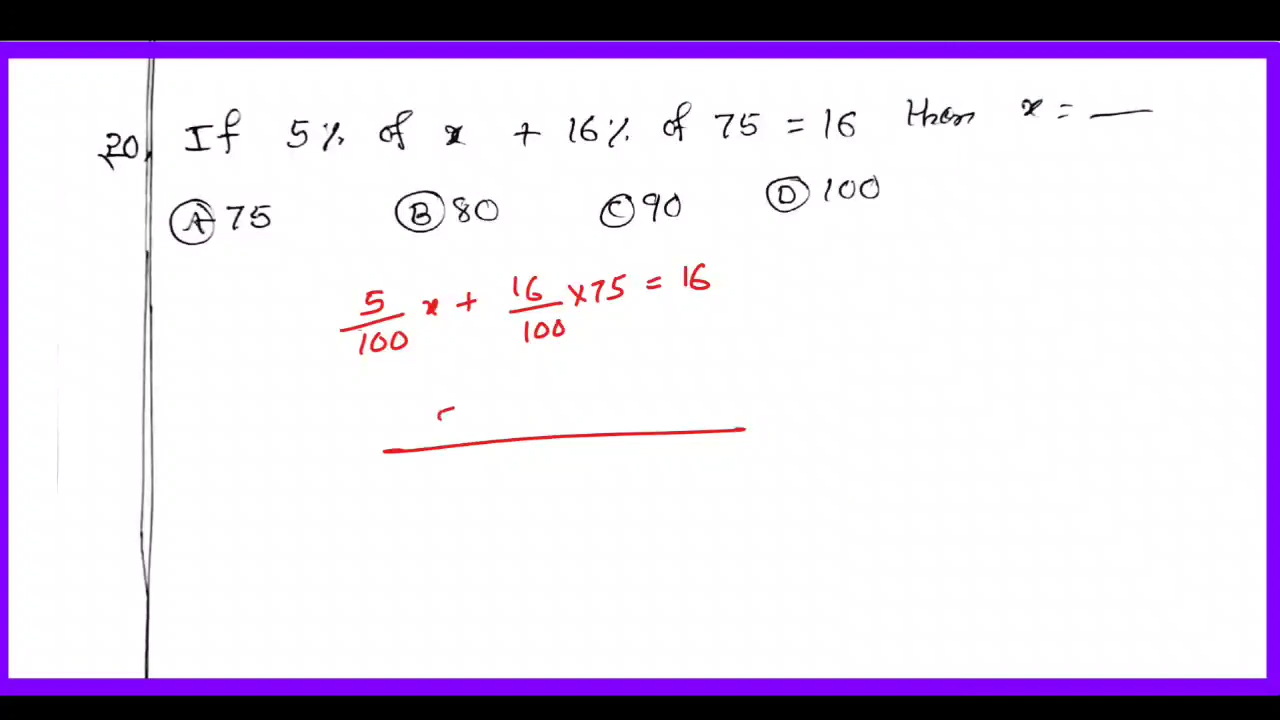 20. If 5% of x + 16% of 75 = 16 then x = __
(A) 75 (B) 80 (C) 90 (D) 100
5/100 x + 16/100 × 75 = 16